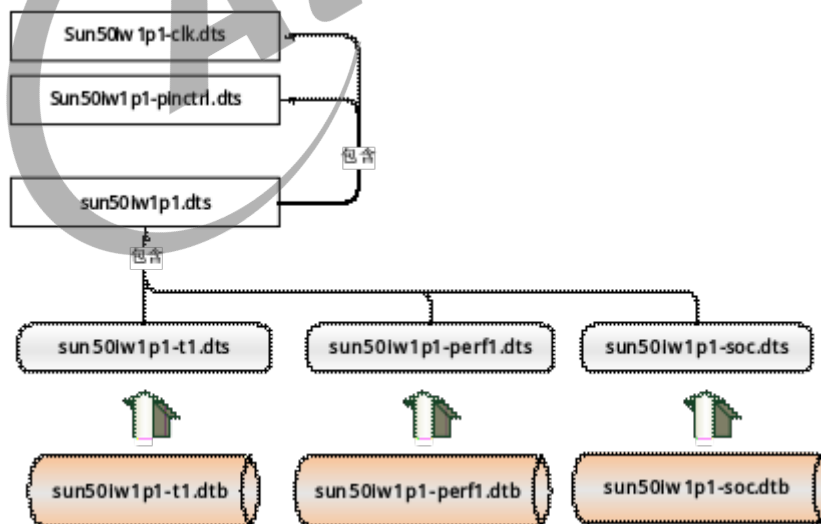 Sun50iw1p1-clk.dts
Sun50iw1p1-pinctrl.dts
包含
sun50iw1p1.dts
包含
sun50iw1p1-t1.dts
sun50iw1p1-perf1.dts
sun50iw1p1-soc.dts
sun50iw1p1-t1.dtb
sun50iw1p1-perf1.dtb
sun50iw1p1-soc.dtb